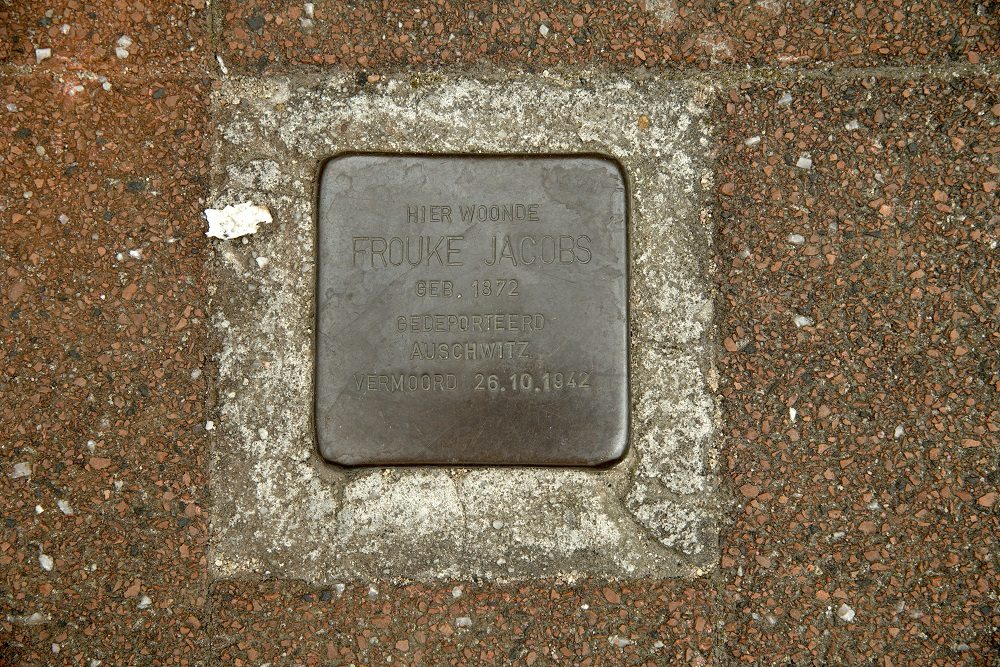 HIER WOONDE
FROUKE JACOBS
GEB. 1872
GEDEPORTEERD
AUSCHWITZ
VERMOORD 26.10.1942